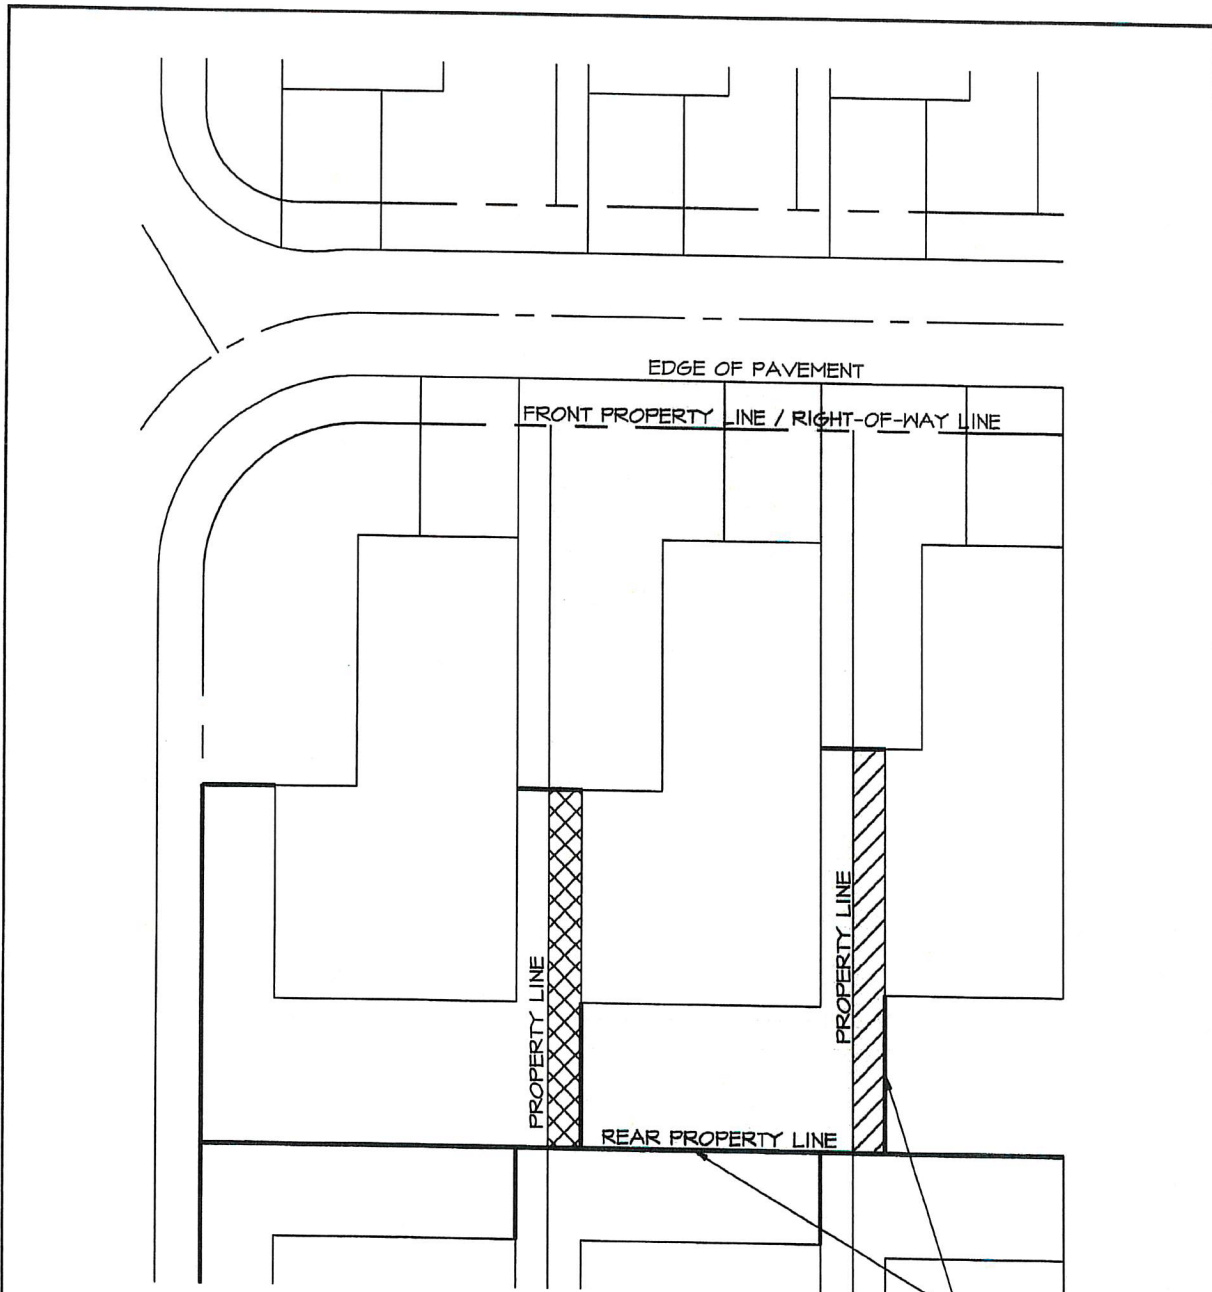 EDGE OF PAVEMENT
FRONT PROPERTY LINE / RIGHT-OF-WAY LINE
PROPERTY LINE
PROPERTY LINE
REAR PROPERTY LINE